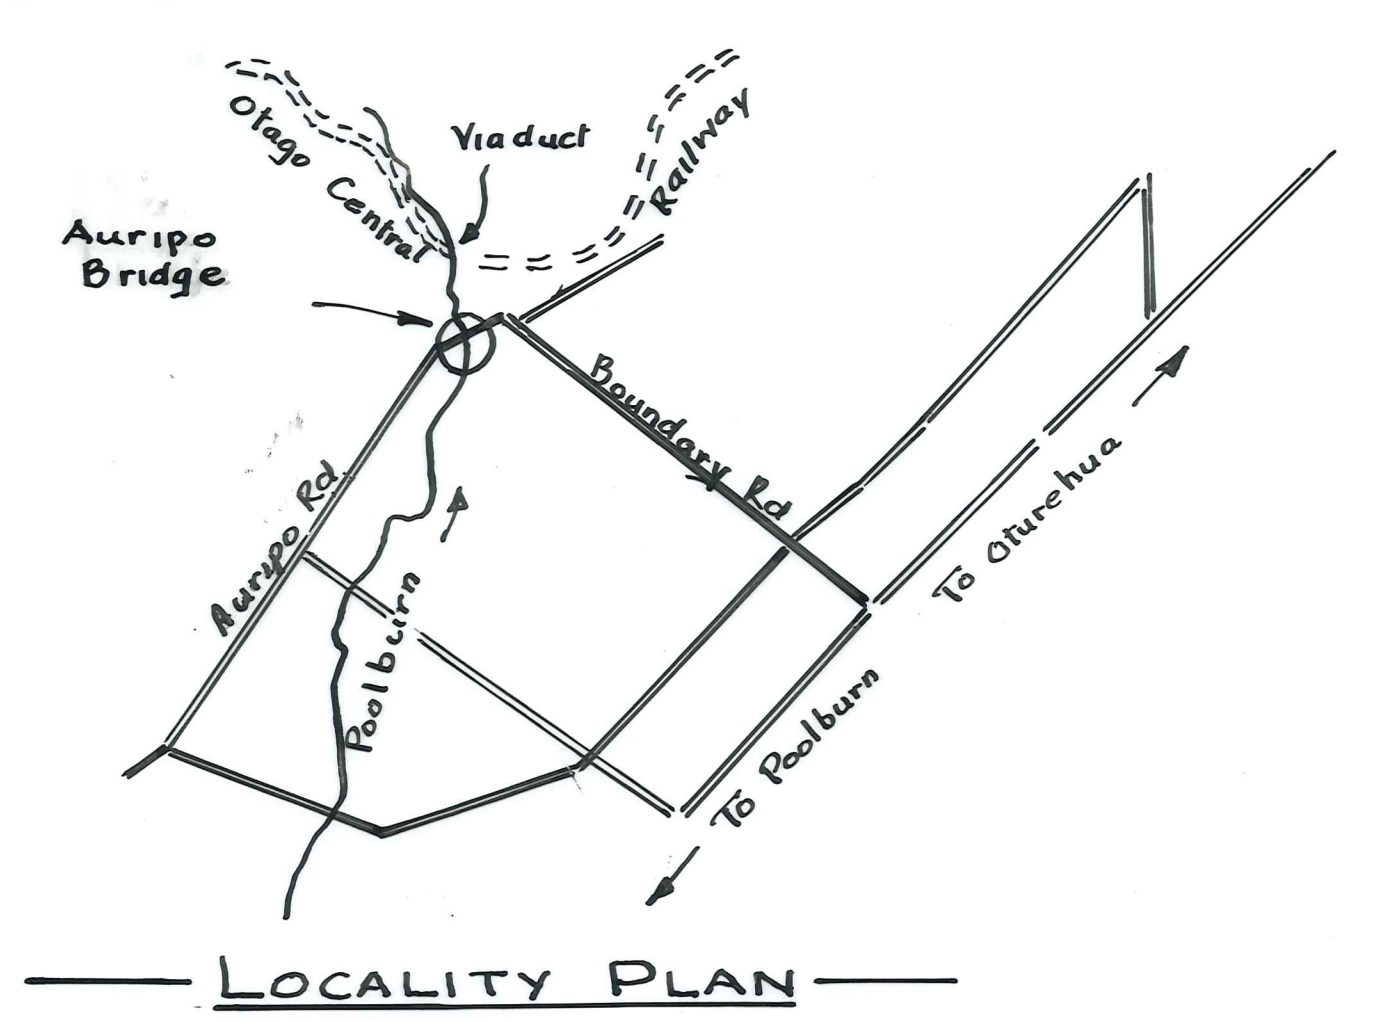 Otago Central Railway
Viaduct
Auripo
Bridge
Boundary Rd
Auripo Rd.
Poolburn
To Oturehua
To Poolburn
LOCALITY PLAN